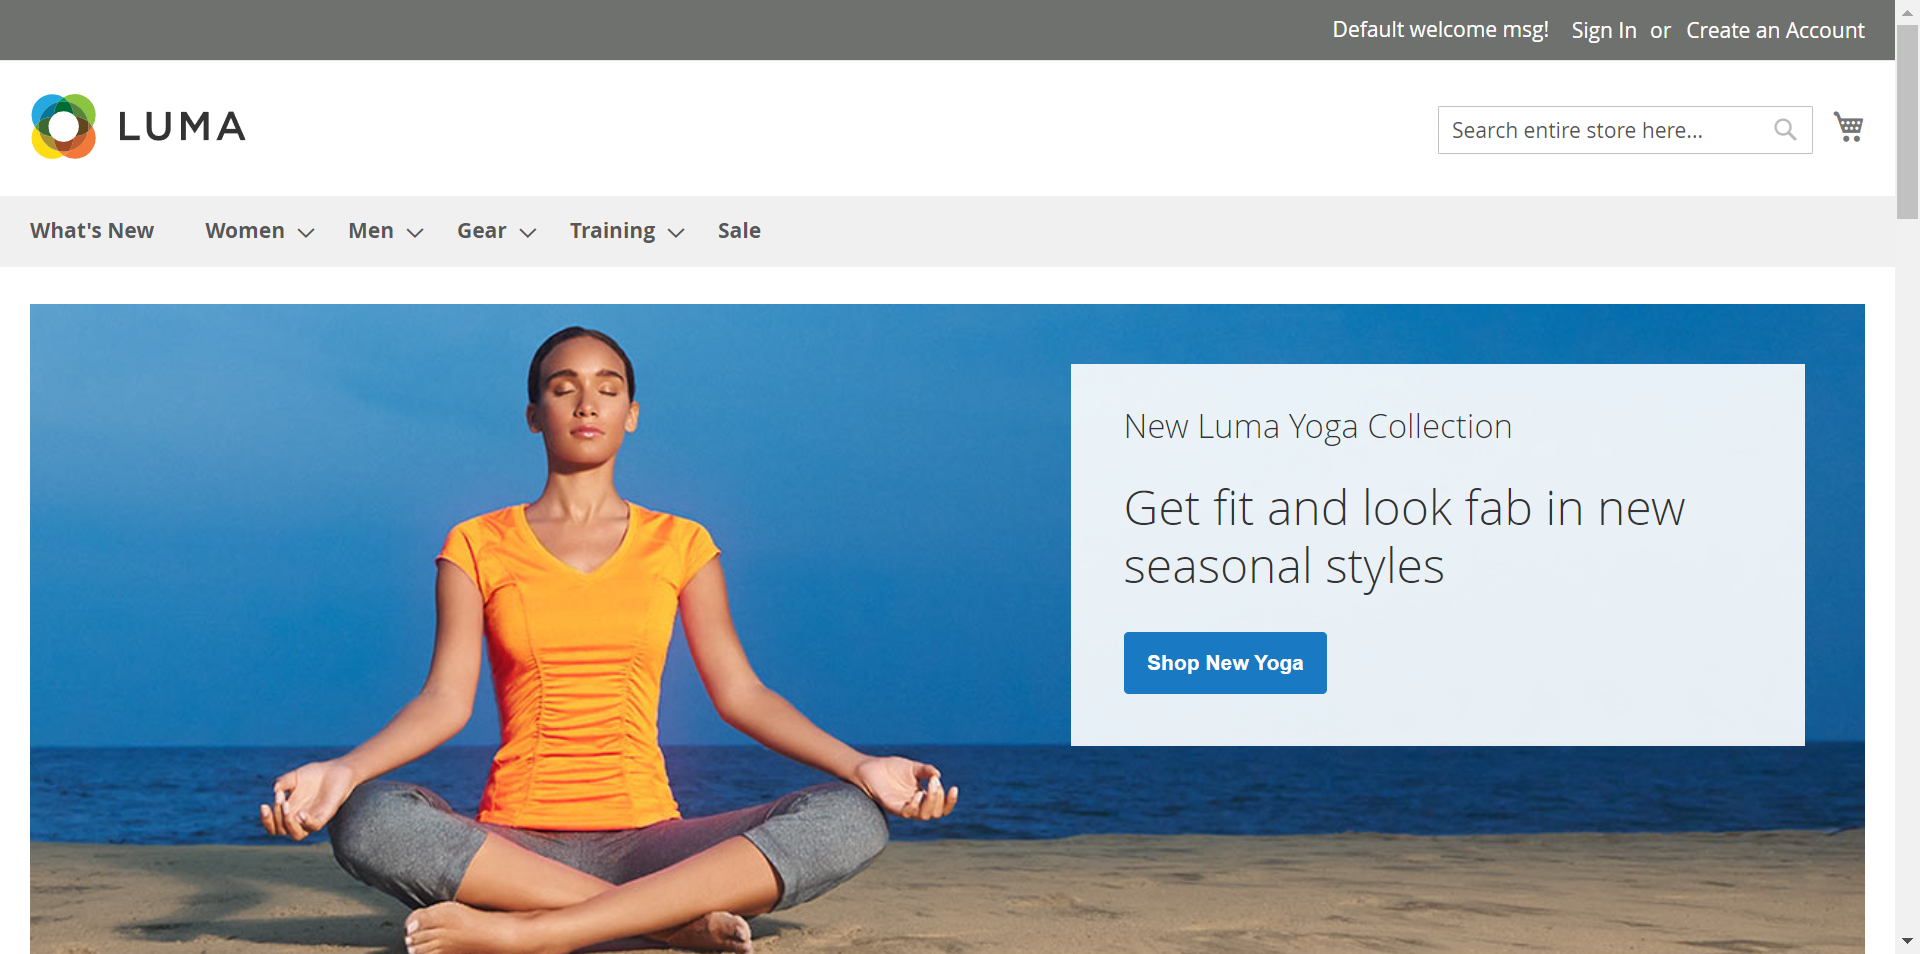 Default welcome msg! Sign In or Create an Account
LUMA
Search entire store here...
What's New Women Men Gear Training Sale
New Luma Yoga Collection
Get fit and look fab in new
seasonal styles
Shop New Yoga